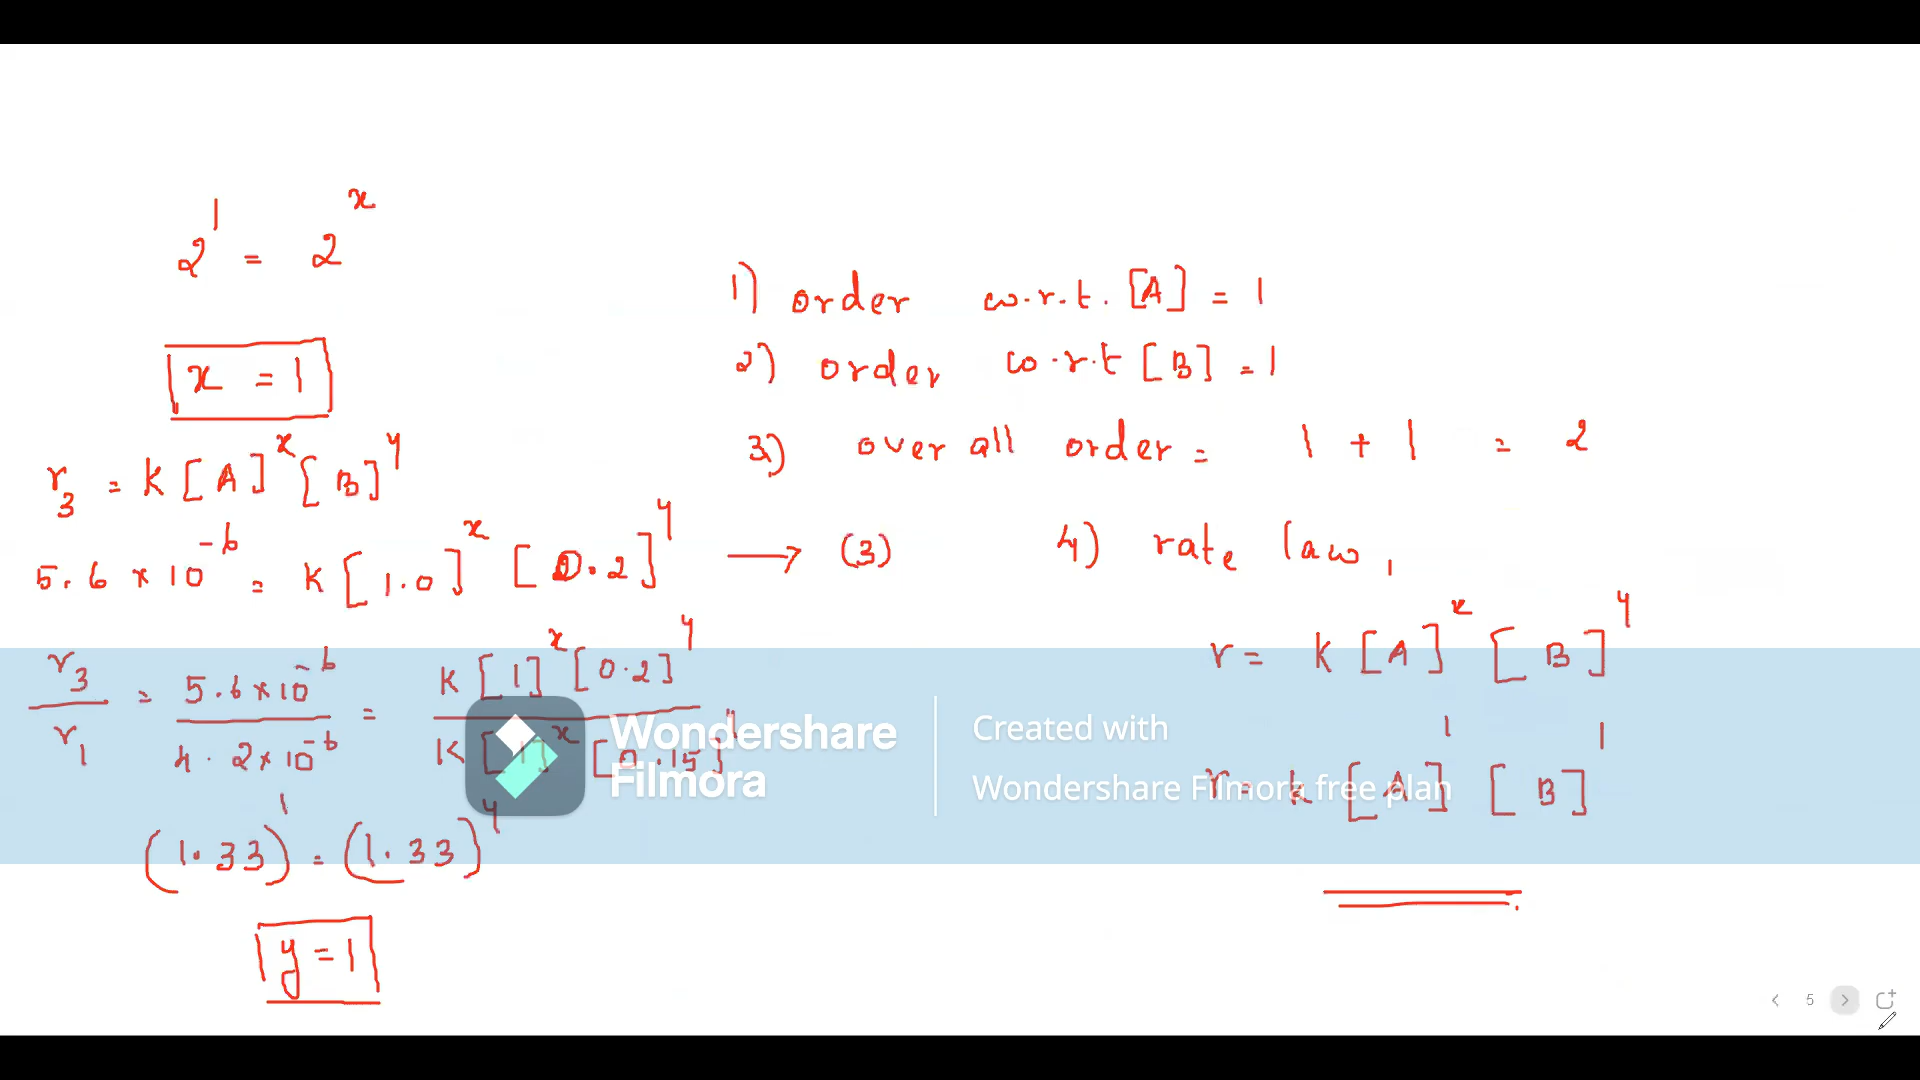 2^1 = 2^x
x = 1
r_3 = K[A]^x [B]^y
5.6 × 10^-6 = K[1.0]^x [0.2]^y → (3)
r_3/r_1 = 5.6×10^-6 / 4.2×10^-6 = K[1]^x [0.2]^y / K[1]^x [0.15]^y
(1.33)^1 = (1.33)^y
y = 1
1) order w.r.t. [A] = 1
2) order w.r.t [B] = 1
3) over all order = 1 + 1 = 2
4) rate law,
r = K[A]^x [B]^y
r = k[A]^1 [B]^1
Wondershare
Filmora
Created with
Wondershare Filmora free plan
5